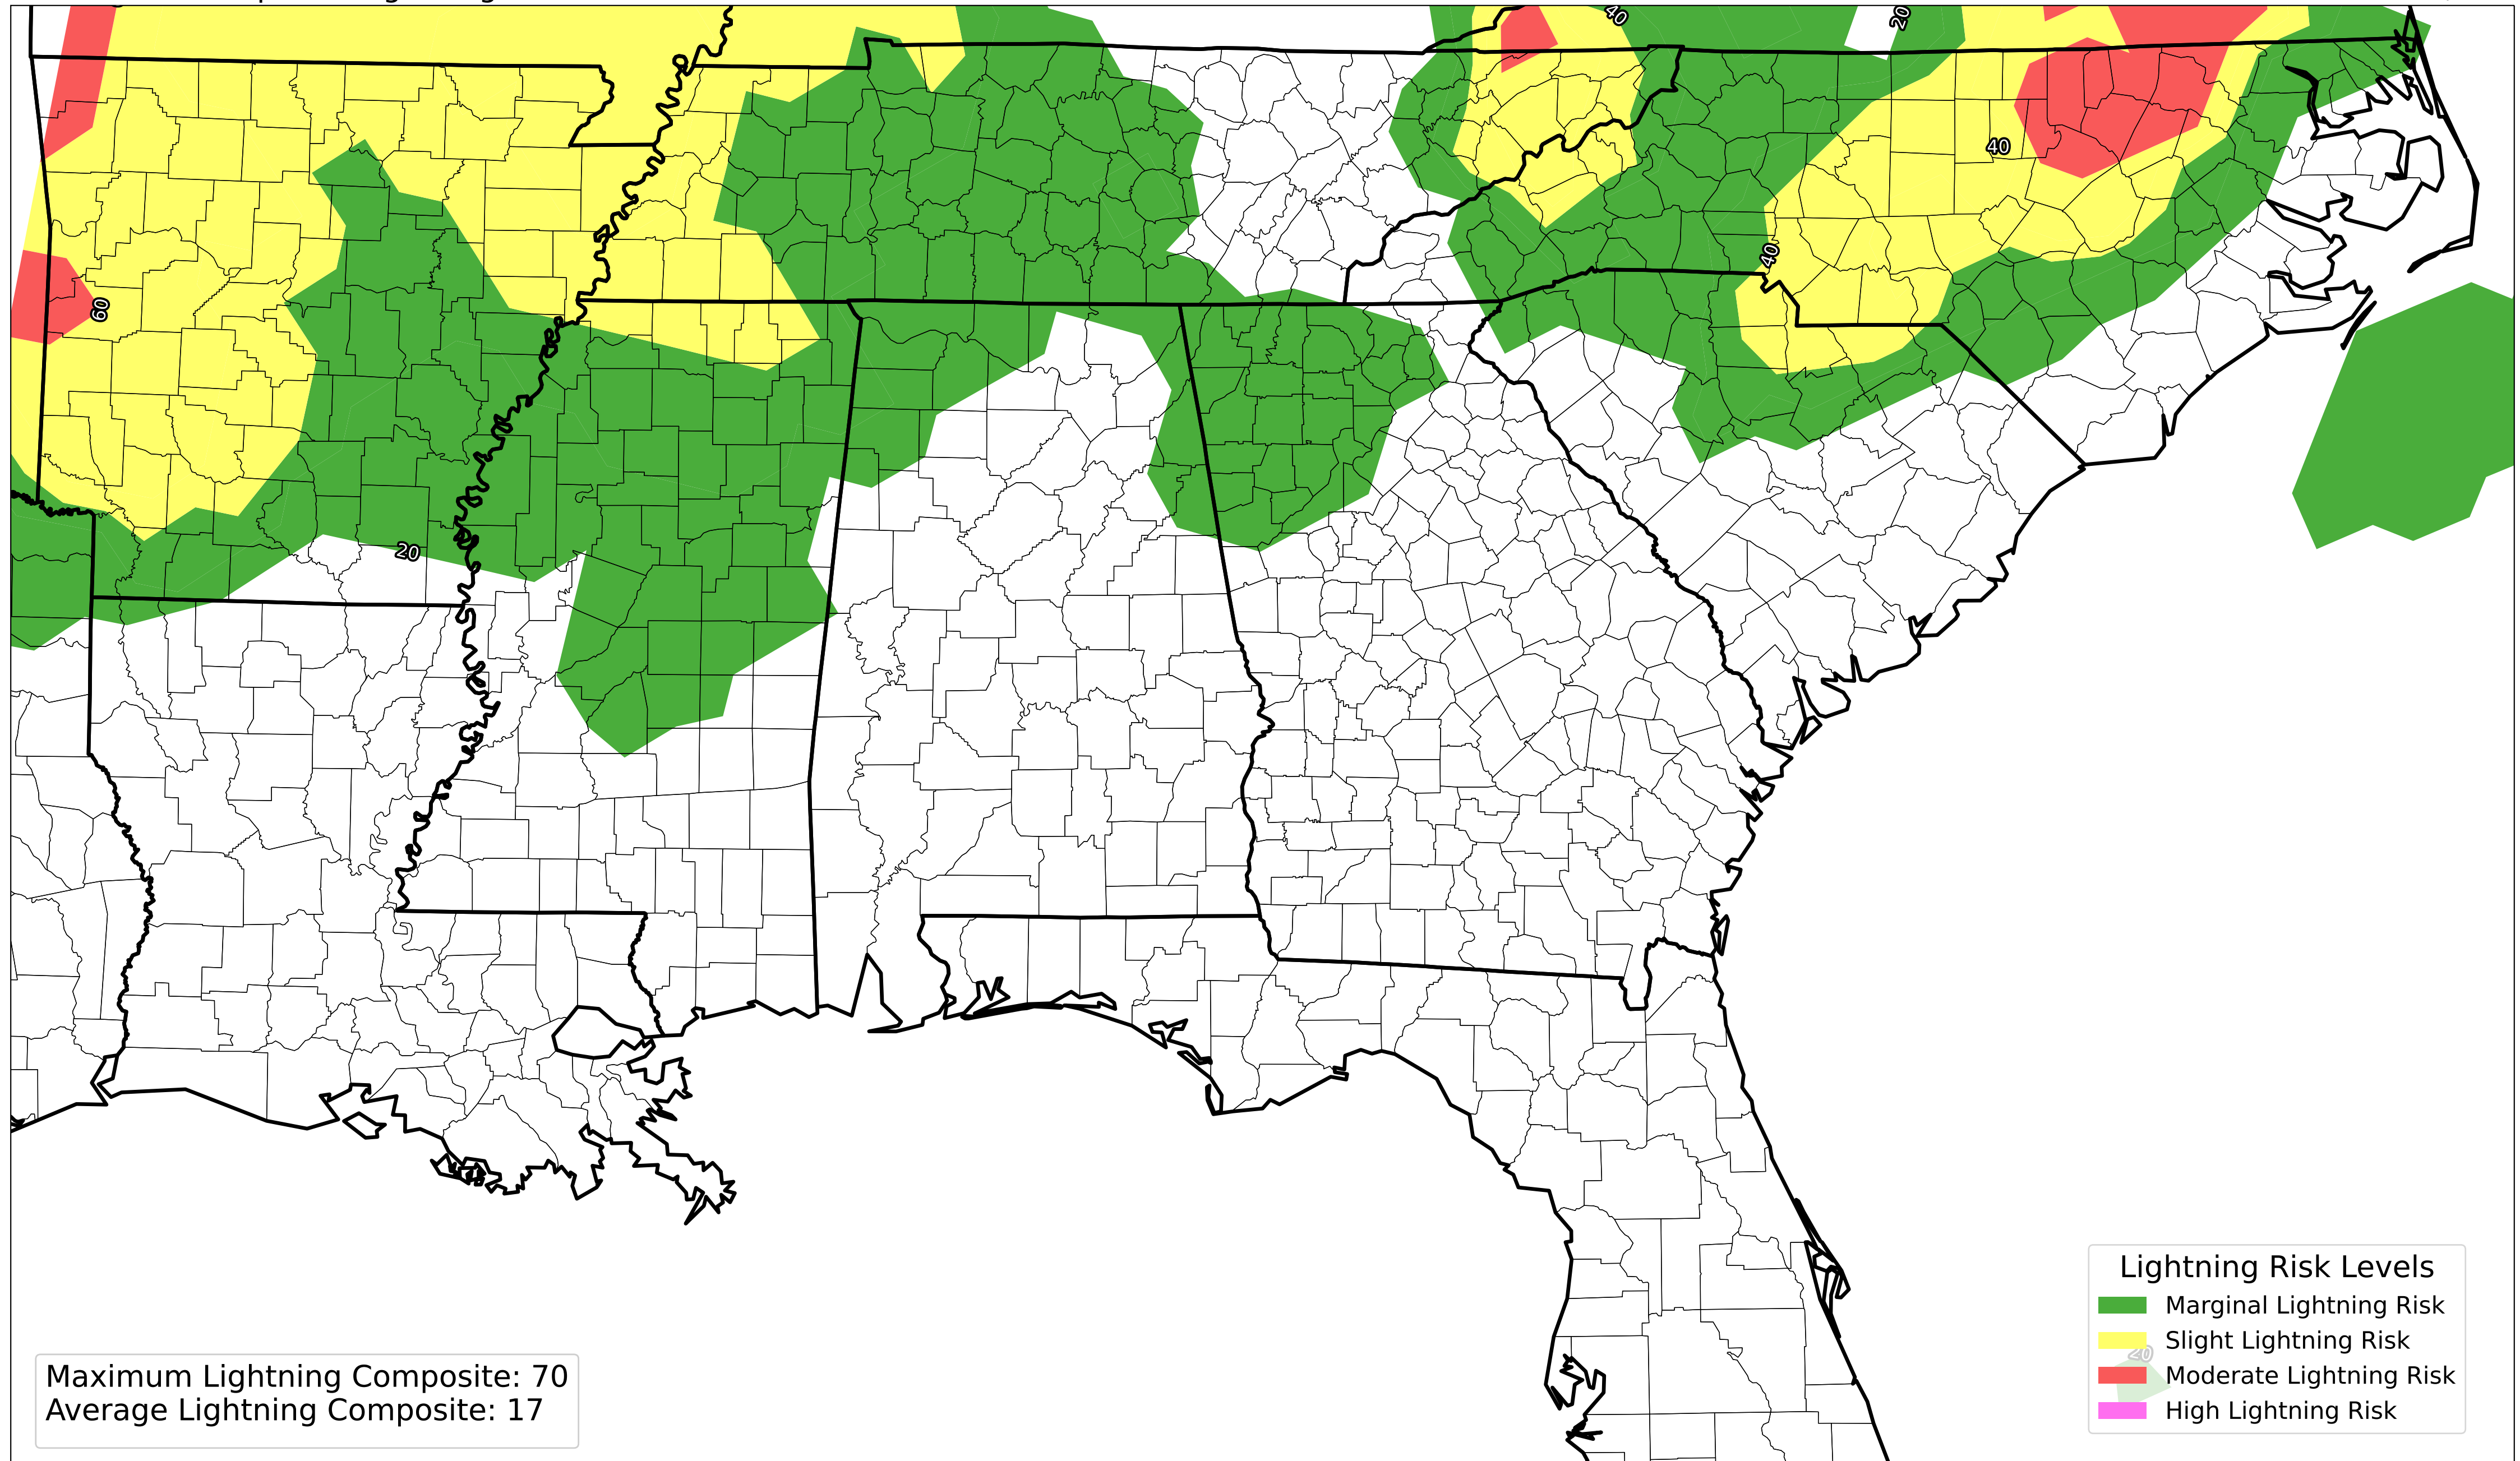 40
20
40
40
60
20
Lightning Risk Levels
Marginal Lightning Risk
Slight Lightning Risk
20
Moderate Lightning Risk
High Lightning Risk
Maximum Lightning Composite: 70
Average Lightning Composite: 17